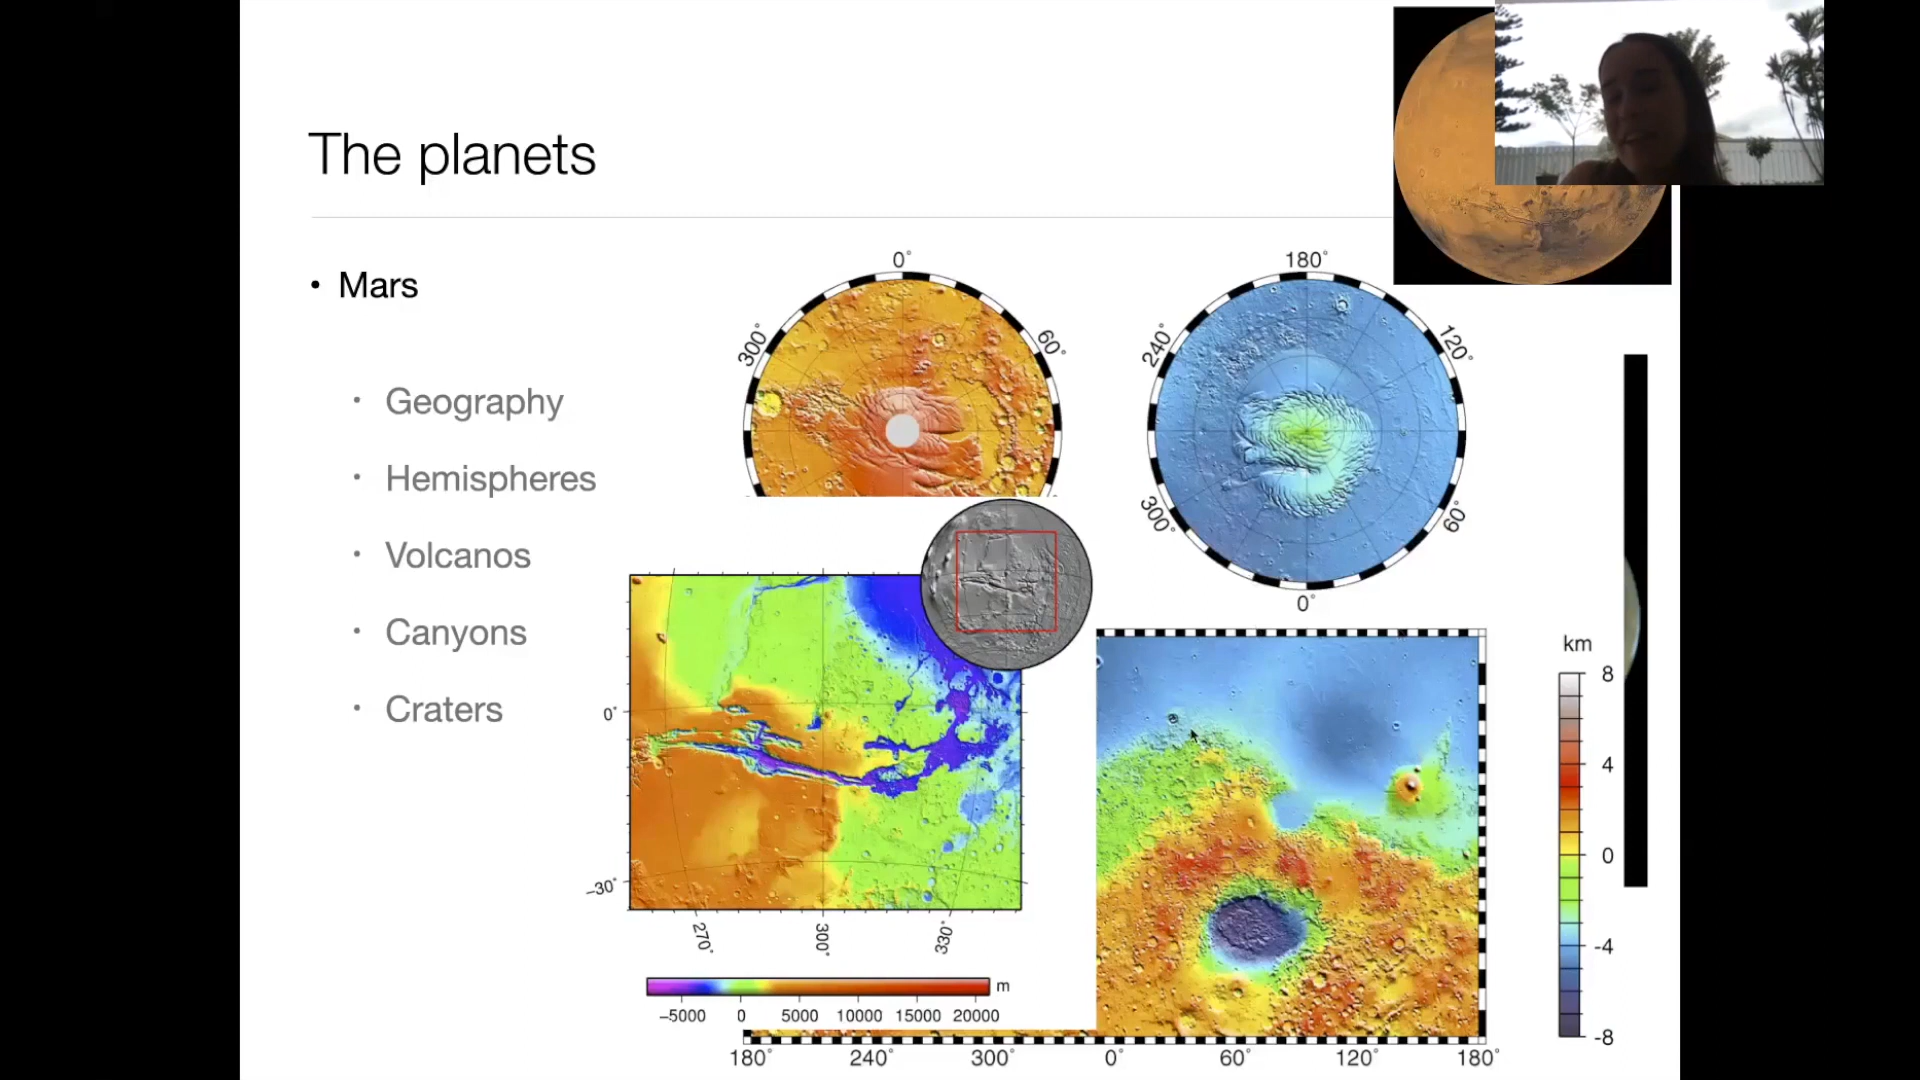 The planets
• Mars
• Geography
• Hemispheres
• Volcanos
• Canyons
• Craters
0°
300°
60°
180°
240°
120°
300°
60°
0°
0°
−30°
270°
300°
330°
m
−5000 0 5000 10000 15000 20000
km
8
4
0
-4
-8
180° 240° 300° 0° 60° 120° 180°